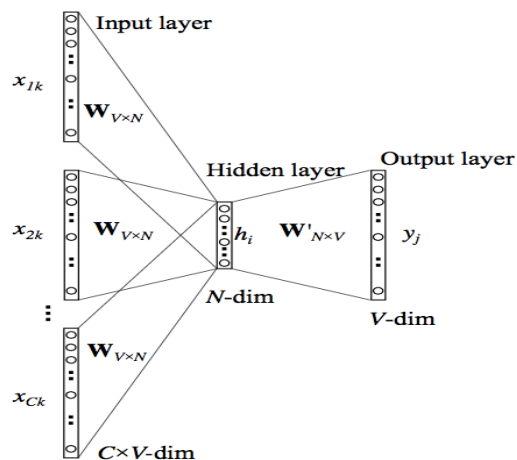 Input layer
x1k
WV×N
Hidden layer
Output layer
x2k
WV×N
hi
W'N×V
yj
N-dim
V-dim
WV×N
xCk
C×V-dim